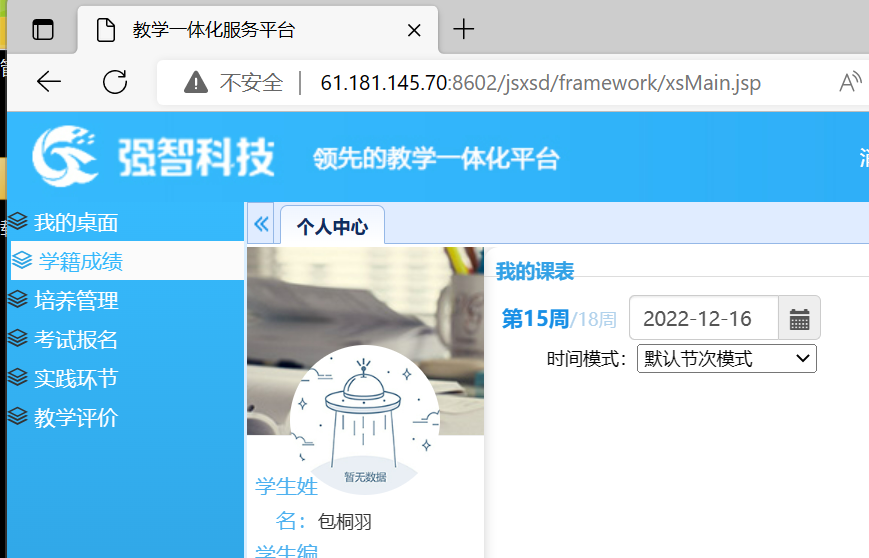 教学一体化服务平台
不安全 61.181.145.70:8602/jsxsd/framework/xsMain.jsp
强智科技 领先的教学一体化平台
我的桌面
学籍成绩
培养管理
考试报名
实践环节
教学评价
个人中心
暂无数据
学生姓
名：包桐羽
学生编
我的课表
第15周/18周 2022-12-16
时间模式： 默认节次模式